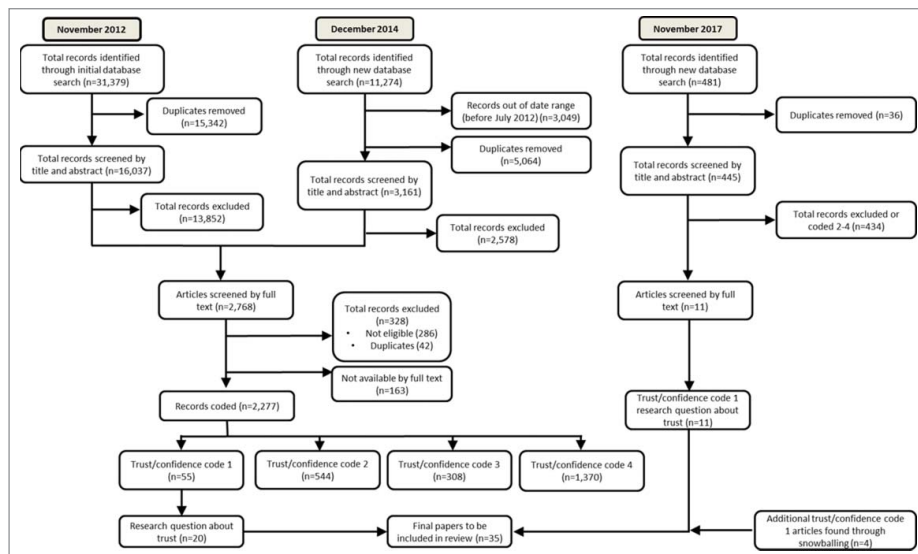 November 2012
December 2014
November 2017
Total records identified
through initial database
search (n=31,379)
Total records identified
through new database
search (n=11,274)
Total records identified
through new database
search (n=481)
Duplicates removed
(n=15,342)
Records out of date range
(before July 2012) (n=3,049)
Duplicates removed (n=36)
Duplicates removed
(n=5,064)
Total records screened by
title and abstract (n=16,037)
Total records screened by
title and abstract (n=3,161)
Total records screened by
title and abstract (n=445)
Total records excluded
(n=13,852)
Total records excluded
(n=2,578)
Total records excluded or
coded 2-4 (n=434)
Articles screened by full
text (n=2,768)
Total records excluded
(n=328)
• Not eligible (286)
• Duplicates (42)
Articles screened by full text
(n=11)
Not available by full text
(n=163)
Records coded (n=2,277)
Trust/confidence code 1
research question about
trust (n=11)
Trust/confidence code 1
(n=55)
Trust/confidence code 2
(n=544)
Trust/confidence code 3
(n=308)
Trust/confidence code 4
(n=1,370)
Research question about
trust (n=20)
Final papers to be
included in review (n=35)
Additional trust/confidence code
1 articles found through
snowballing (n=4)